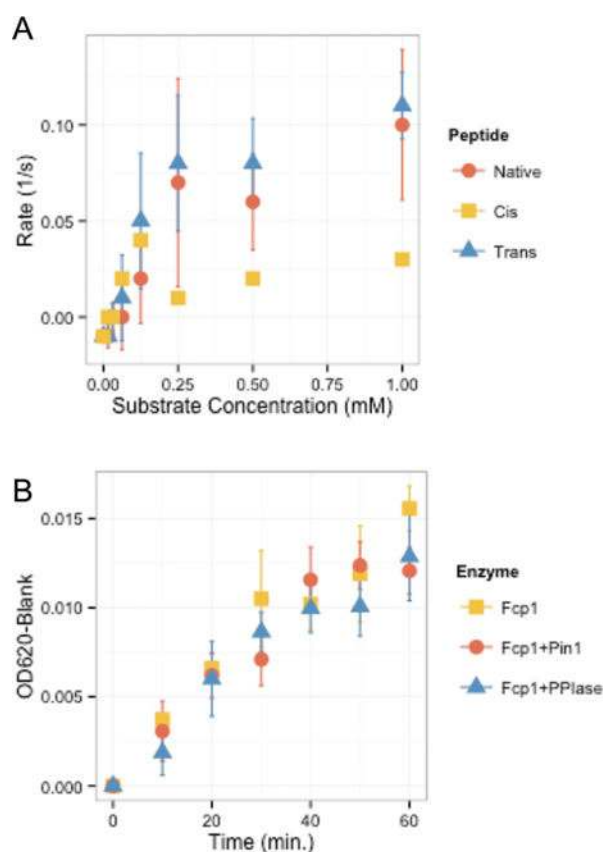 A
Rate (1/s)
0.10
0.05
0.00
0.00 0.25 0.50 0.75 1.00
Substrate Concentration (mM)
Peptide
Native
Cis
Trans
B
OD620-Blank
0.015
0.010
0.005
0.000
0 20 40 60
Time (min.)
Enzyme
Fcp1
Fcp1+Pin1
Fcp1+PPIase